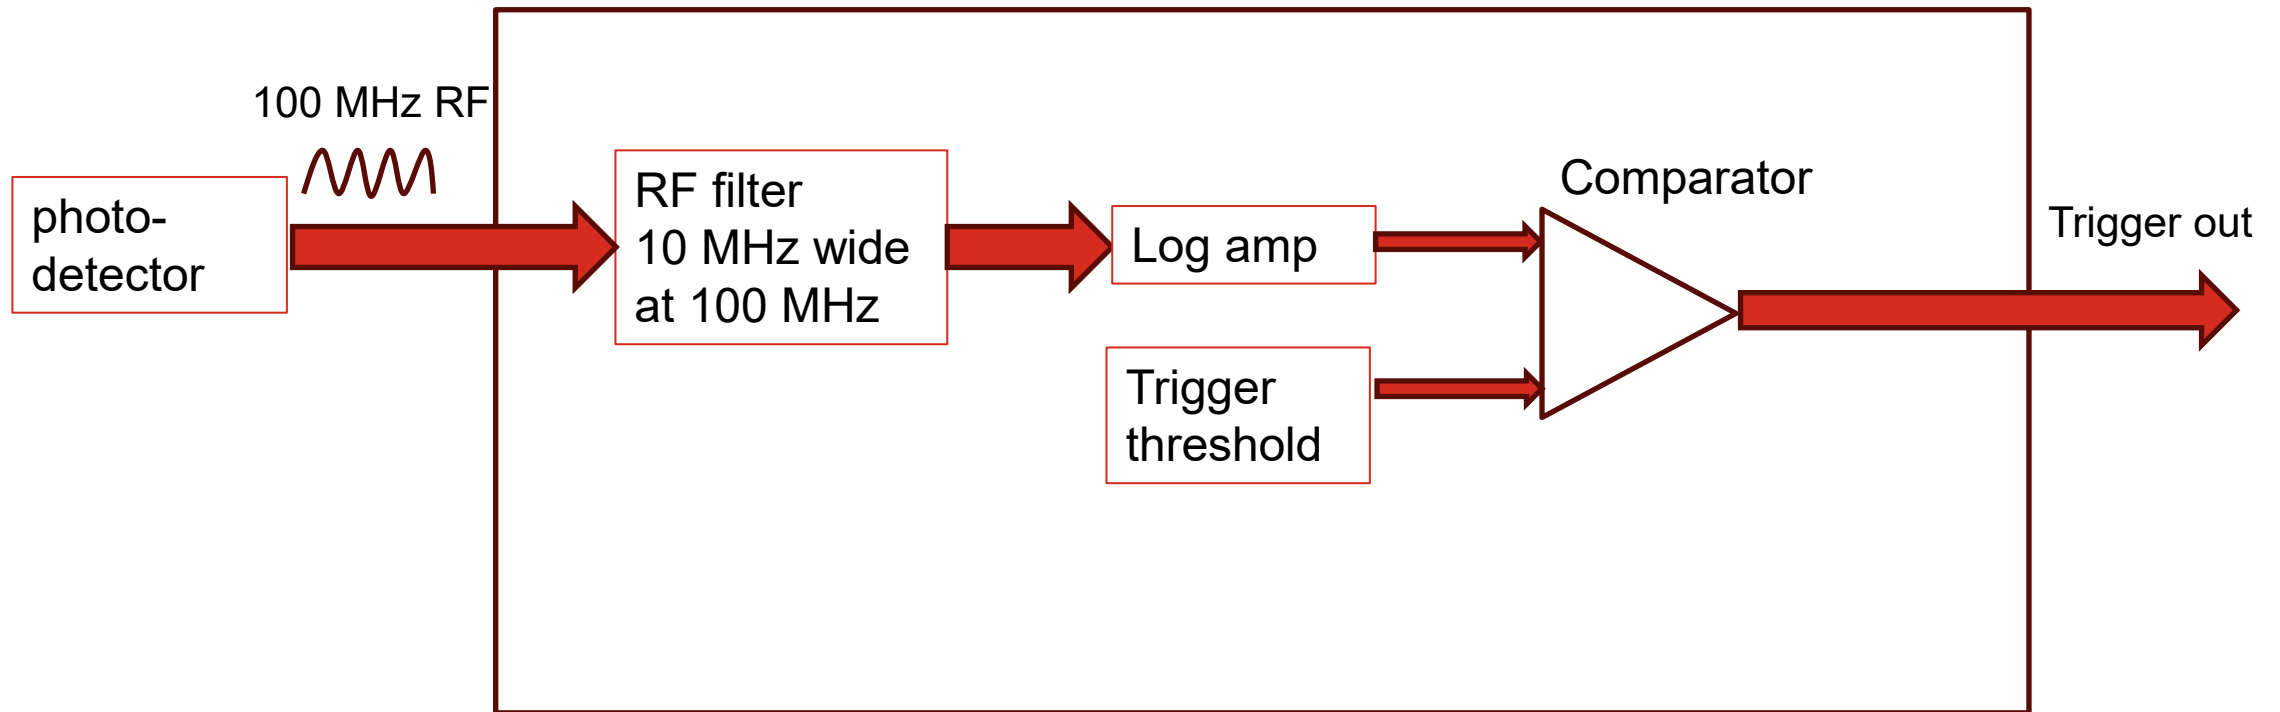 100 MHz RF
photo-
detector
RF filter
10 MHz wide
at 100 MHz
Log amp
Trigger
threshold
Comparator
Trigger out